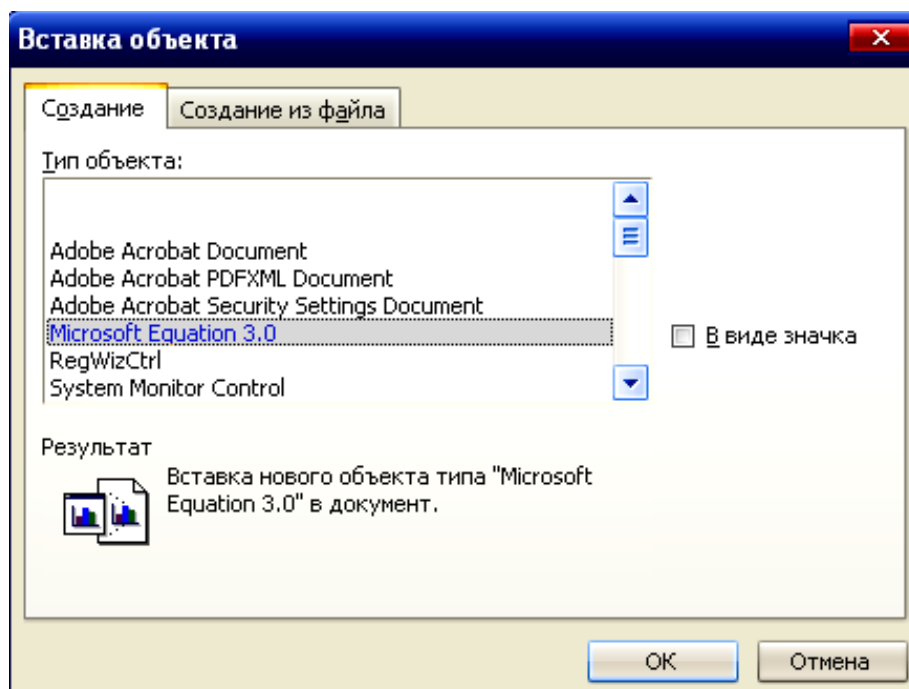 Вставка объекта
Создание
Создание из файла
Тип объекта:
Adobe Acrobat Document
Adobe Acrobat PDFXML Document
Adobe Acrobat Security Settings Document
Microsoft Equation 3.0
RegWizCtrl
System Monitor Control
В виде значка
Результат
Вставка нового объекта типа "Microsoft
Equation 3.0" в документ.
ОК
Отмена